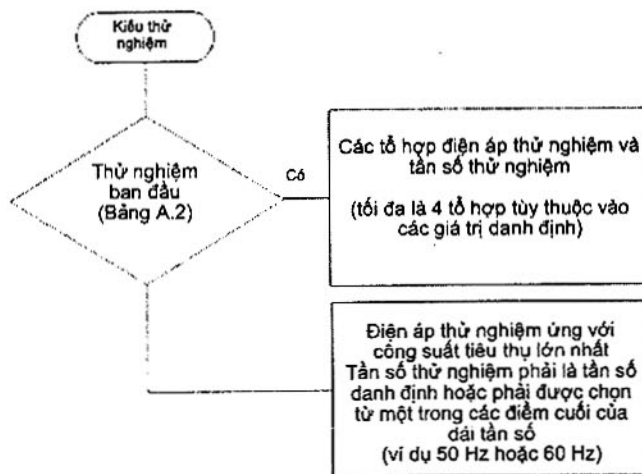 Kiểu thử
nghiệm
Thử nghiệm
ban đầu
(Bảng A.2)
Có
Các tổ hợp điện áp thử nghiệm và
tần số thử nghiệm
(tối đa là 4 tổ hợp tùy thuộc vào
các giá trị danh định)
Điện áp thử nghiệm ứng với
công suất tiêu thụ lớn nhất
Tần số thử nghiệm phải là tần số
danh định hoặc phải được chọn
từ một trong các điểm cuối của
dải tần số
(ví dụ 50 Hz hoặc 60 Hz)